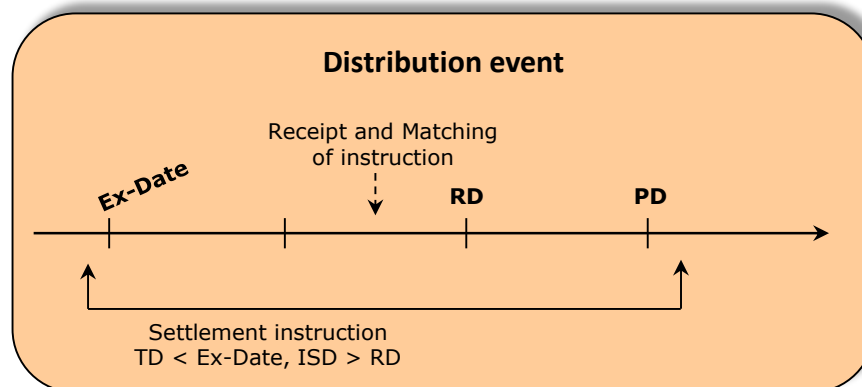 Distribution event
Receipt and Matching
of instruction
Ex-Date
RD
PD
Settlement instruction
TD < Ex-Date, ISD > RD